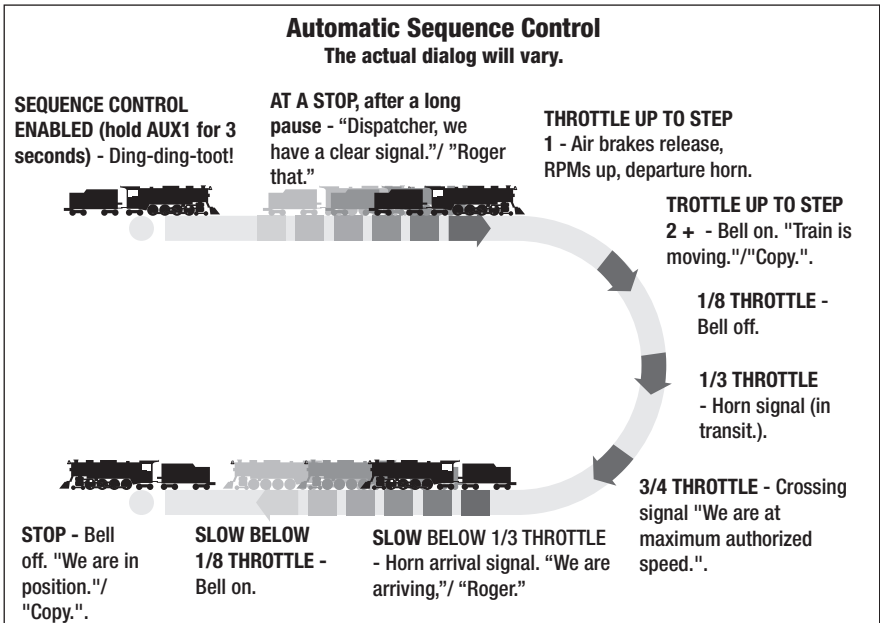 Automatic Sequence Control
The actual dialog will vary.
SEQUENCE CONTROL
ENABLED (hold AUX1 for 3
seconds) - Ding-ding-toot!
AT A STOP, after a long
pause - “Dispatcher, we
have a clear signal.”/ ”Roger
that.”
THROTTLE UP TO STEP
1 - Air brakes release,
RPMs up, departure horn.
TROTTLE UP TO STEP
2 + - Bell on. "Train is
moving."/"Copy.".
1/8 THROTTLE -
Bell off.
1/3 THROTTLE
- Horn signal (in
transit.).
3/4 THROTTLE - Crossing
signal "We are at
maximum authorized
speed.".
SLOW BELOW 1/3 THROTTLE
- Horn arrival signal. “We are
arriving,”/ “Roger.”
SLOW BELOW
1/8 THROTTLE -
Bell on.
STOP - Bell
off. "We are in
position."/
"Copy.".